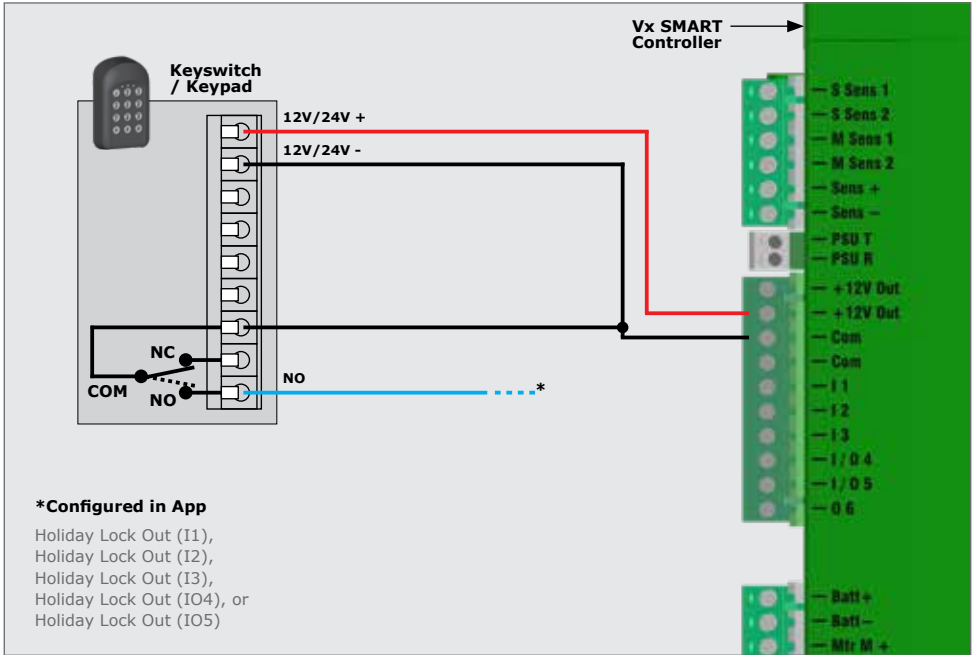 Vx SMART
Controller
Keyswitch
/ Keypad
12V/24V +
12V/24V -
NC
COM
NO
NO
*
S Sens 1
S Sens 2
M Sens 1
M Sens 2
Sens +
Sens −
PSU T
PSU R
+12V Out
+12V Out
Com
Com
I 1
I 2
I 3
I / O 4
I / O 5
O 6
Batt+
Batt−
Mtr M +
*Configured in App
Holiday Lock Out (I1),
Holiday Lock Out (I2),
Holiday Lock Out (I3),
Holiday Lock Out (IO4), or
Holiday Lock Out (IO5)